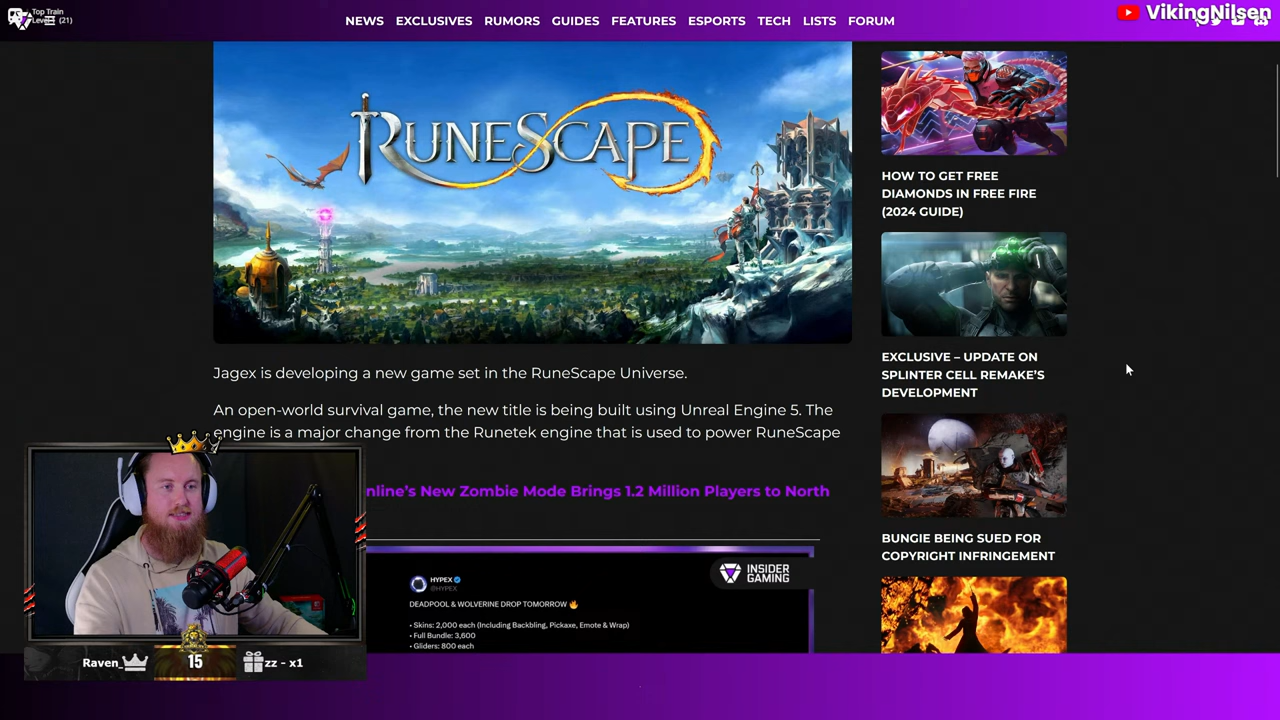 Top Train
Level (21)
NEWS EXCLUSIVES RUMORS GUIDES FEATURES ESPORTS TECH LISTS FORUM
VikingNilsen
RUNESCAPE
HOW TO GET FREE
DIAMONDS IN FREE FIRE
(2024 GUIDE)
EXCLUSIVE – UPDATE ON
SPLINTER CELL REMAKE'S
DEVELOPMENT
Jagex is developing a new game set in the RuneScape Universe.
An open-world survival game, the new title is being built using Unreal Engine 5. The
engine is a major change from the Runetek engine that is used to power RuneScape
nline's New Zombie Mode Brings 1.2 Million Players to North
BUNGIE BEING SUED FOR
COPYRIGHT INFRINGEMENT
INSIDER
GAMING
HYPEX
@HYPEX
DEADPOOL & WOLVERINE DROP TOMORROW 🔥
• Skins: 2,000 each (Including Backbling, Pickaxe, Emote & Wrap)
• Full Bundle: 3,600
• Gliders: 800 each
Raven_ 15 zz - x1